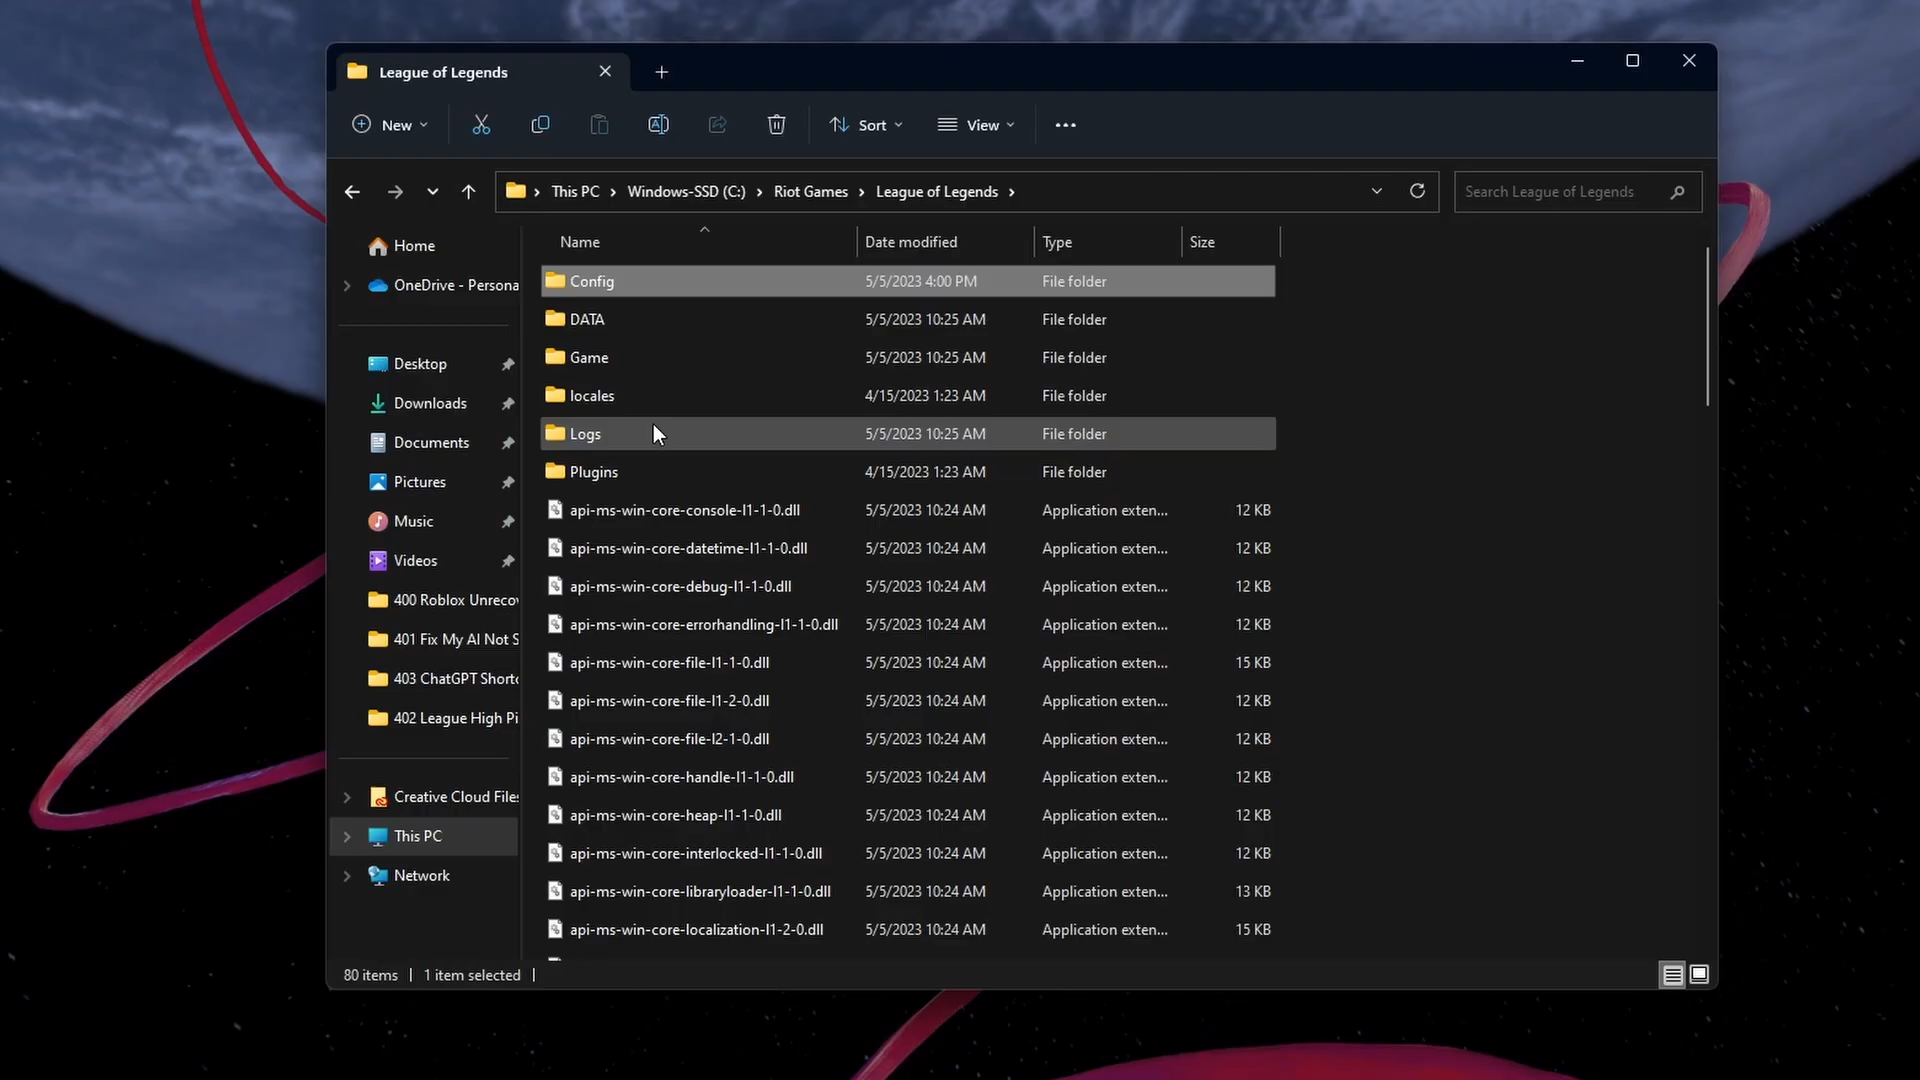 League of Legends
New
Sort
View
This PC
Windows-SSD (C:)
Riot Games
League of Legends
Search League of Legends
Home
OneDrive - Persona
Desktop
Downloads
Documents
Pictures
Music
Videos
400 Roblox Unrecov
401 Fix My AI Not S
403 ChatGPT Shortc
402 League High Pi
Creative Cloud Files
This PC
Network
Name Date modified Type Size
Config 5/5/2023 4:00 PM File folder
DATA 5/5/2023 10:25 AM File folder
Game 5/5/2023 10:25 AM File folder
locales 4/15/2023 1:23 AM File folder
Logs 5/5/2023 10:25 AM File folder
Plugins 4/15/2023 1:23 AM File folder
api-ms-win-core-console-l1-1-0.dll 5/5/2023 10:24 AM Application exten... 12 KB
api-ms-win-core-datetime-l1-1-0.dll 5/5/2023 10:24 AM Application exten... 12 KB
api-ms-win-core-debug-l1-1-0.dll 5/5/2023 10:24 AM Application exten... 12 KB
api-ms-win-core-errorhandling-l1-1-0.dll 5/5/2023 10:24 AM Application exten... 12 KB
api-ms-win-core-file-l1-1-0.dll 5/5/2023 10:24 AM Application exten... 15 KB
api-ms-win-core-file-l1-2-0.dll 5/5/2023 10:24 AM Application exten... 12 KB
api-ms-win-core-file-l2-1-0.dll 5/5/2023 10:24 AM Application exten... 12 KB
api-ms-win-core-handle-l1-1-0.dll 5/5/2023 10:24 AM Application exten... 12 KB
api-ms-win-core-heap-l1-1-0.dll 5/5/2023 10:24 AM Application exten... 12 KB
api-ms-win-core-interlocked-l1-1-0.dll 5/5/2023 10:24 AM Application exten... 12 KB
api-ms-win-core-libraryloader-l1-1-0.dll 5/5/2023 10:24 AM Application exten... 13 KB
api-ms-win-core-localization-l1-2-0.dll 5/5/2023 10:24 AM Application exten... 15 KB
80 items | 1 item selected |